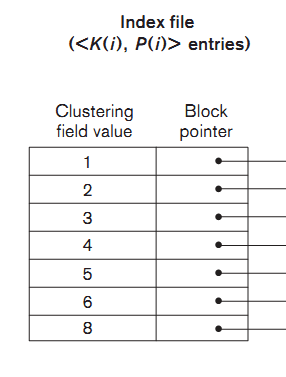 Index file
(<K(i), P(i)> entries)
Clustering Block
field value pointer
1
2
3
4
5
6
8